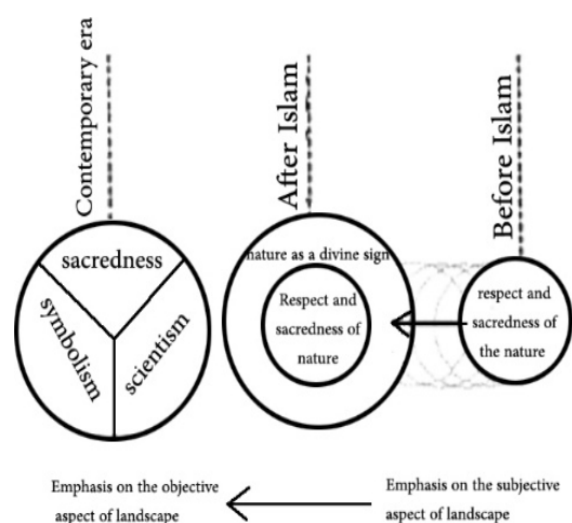 Contemporary era
After Islam
Before Islam
sacredness
symbolism
scientism
nature as a divine sign
Respect and
sacredness of
nature
respect and
sacredness of
the nature
Emphasis on the objective
aspect of landscape
Emphasis on the subjective
aspect of landscape